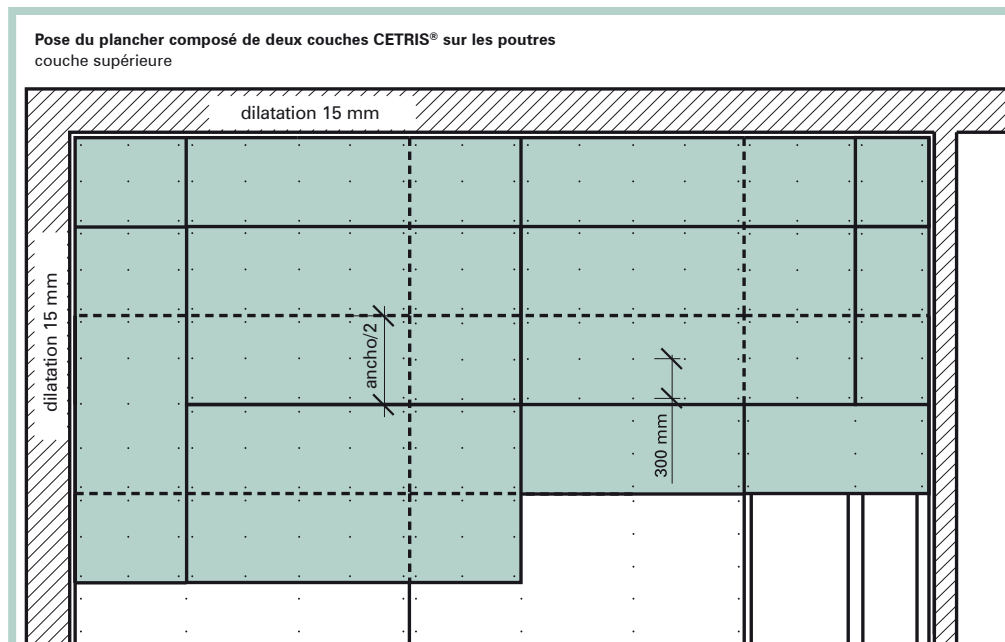 Pose du plancher composé de deux couches CETRIS® sur les poutres
couche supérieure
dilatation 15 mm
dilatation 15 mm
ancho/2
300 mm